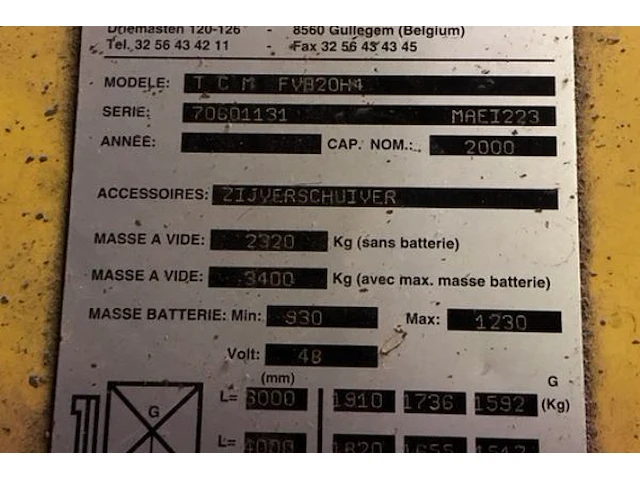 Driemasten 120-126 - 8560 Gullegem (Belgium)
Tel. 32 56 43 42 11 - Fax 32 56 43 43 45
MODELE: TCM FVB20H4
SERIE: 70601131 MAEI223
ANNÉE: CAP. NOM.: 2000
ACCESSOIRES: ZIJVERSCHUIVER
MASSE A VIDE: 2320 Kg (sans batterie)
MASSE A VIDE: 3400 Kg (avec max. masse batterie)
MASSE BATTERIE: Min: 930 Max: 1230
Volt: 48
(mm) G
L= 3000 1910 1736 1592 (Kg)
G
L= 4000 1820 1655